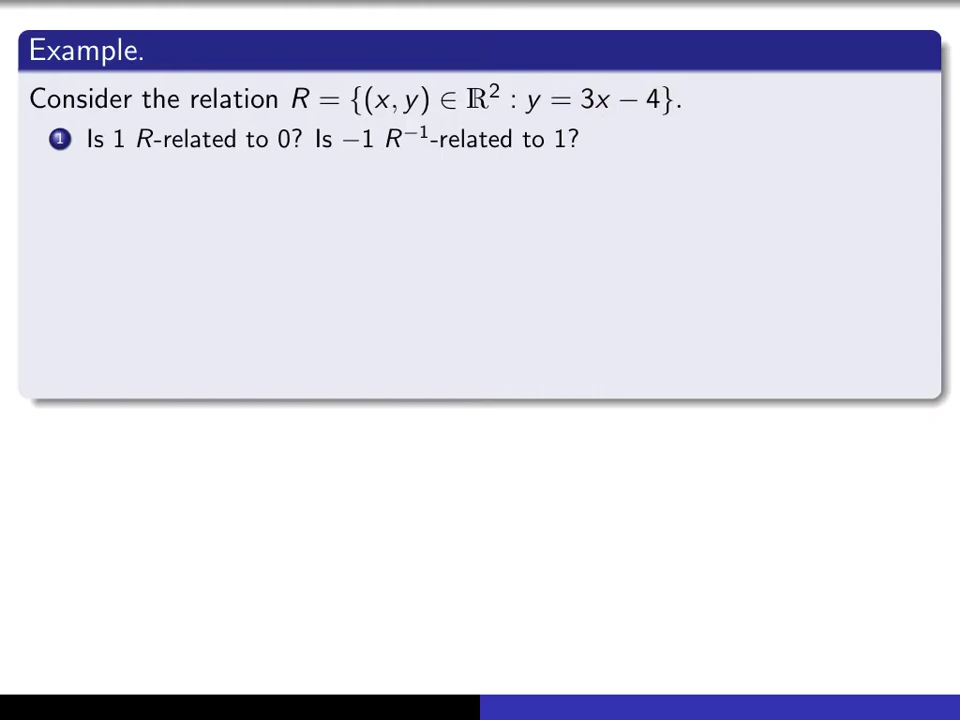 Example.
Consider the relation R = {(x, y) ∈ ℝ² : y = 3x − 4}.
1 Is 1 R-related to 0? Is −1 R⁻¹-related to 1?